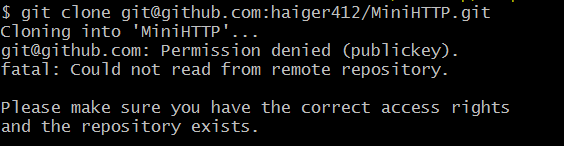 $ git clone git@github.com:haiger412/MiniHTTP.git
Cloning into 'MiniHTTP'...
git@github.com: Permission denied (publickey).
fatal: Could not read from remote repository.
Please make sure you have the correct access rights
and the repository exists.